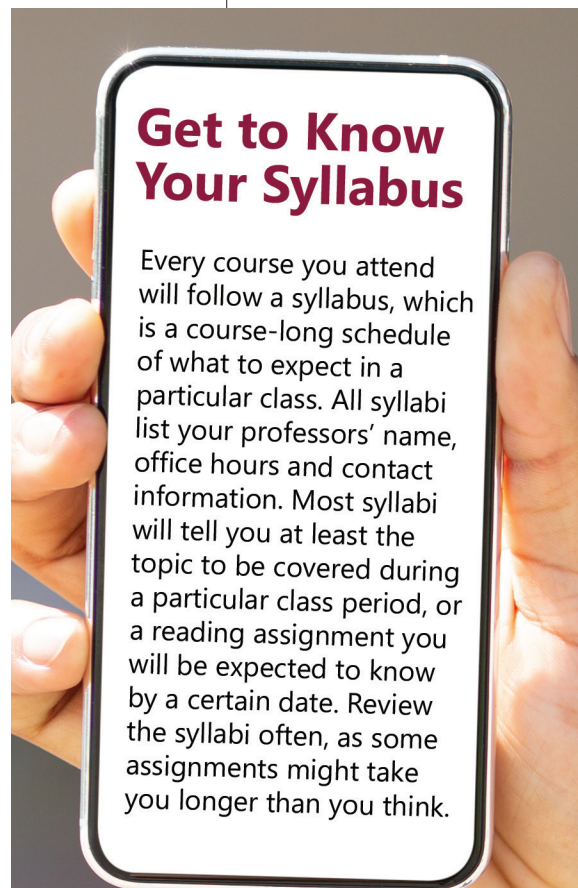 Get to Know
Your Syllabus
Every course you attend
will follow a syllabus, which
is a course-long schedule
of what to expect in a
particular class. All syllabi
list your professors’ name,
office hours and contact
information. Most syllabi
will tell you at least the
topic to be covered during
a particular class period, or
a reading assignment you
will be expected to know
by a certain date. Review
the syllabi often, as some
assignments might take
you longer than you think.